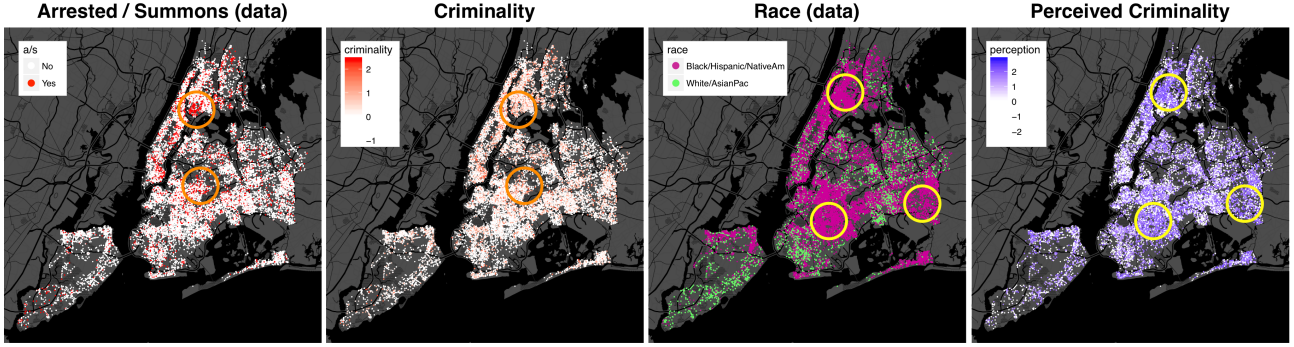 Arrested / Summons (data)
a/s
No
Yes
Criminality
criminality
2
1
0
−1
Race (data)
race
Black/Hispanic/NativeAm
White/AsianPac
Perceived Criminality
perception
2
1
0
−1
−2